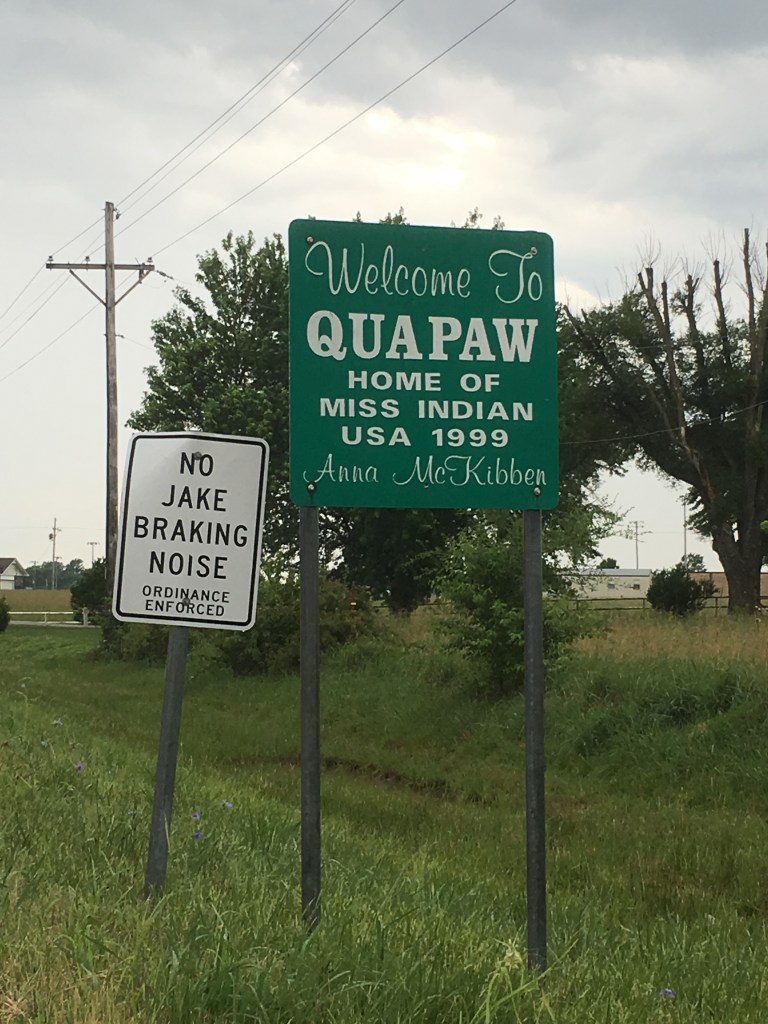 Welcome To
QUAPAW
HOME OF
MISS INDIAN
USA 1999
Anna McKibben
NO
JAKE
BRAKING
NOISE
ORDINANCE
ENFORCED